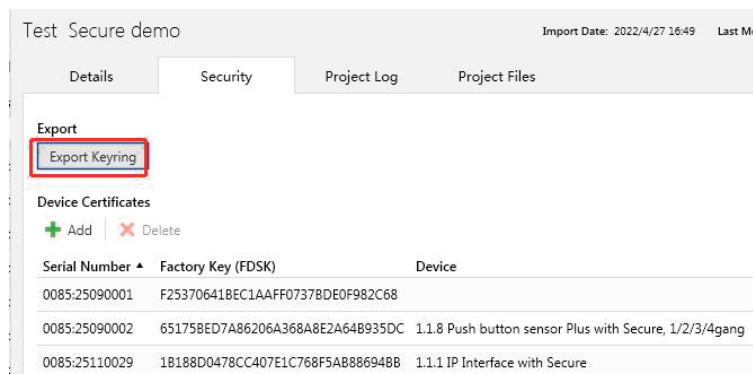 Test Secure demo Import Date: 2022/4/27 16:49 Last M
Details Security Project Log Project Files
Export
Export Keyring
Device Certificates
Add Delete
Serial Number Factory Key (FDSK) Device
0085:25090001 F25370641BEC1AAFF0737BDE0F982C68
0085:25090002 65175BED7A86206A368A8E2A64B935DC 1.1.8 Push button sensor Plus with Secure, 1/2/3/4gang
0085:25110029 1B188D0478CC407E1C768F5AB88694BB 1.1.1 IP Interface with Secure